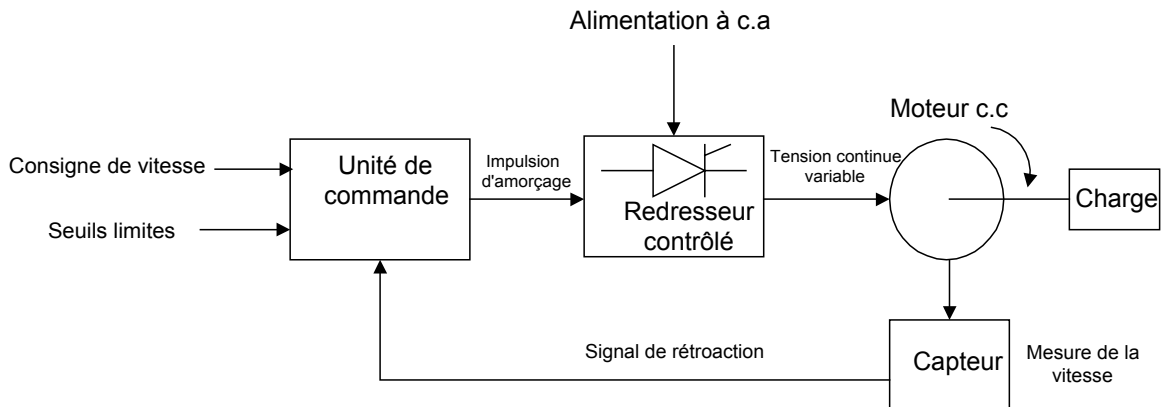 Alimentation à c.a
Moteur c.c
Consigne de vitesse
Seuils limites
Unité de
commande
Impulsion
d'amorçage
Redresseur
contrôlé
Tension continue
variable
Charge
Signal de rétroaction
Capteur
Mesure de la
vitesse